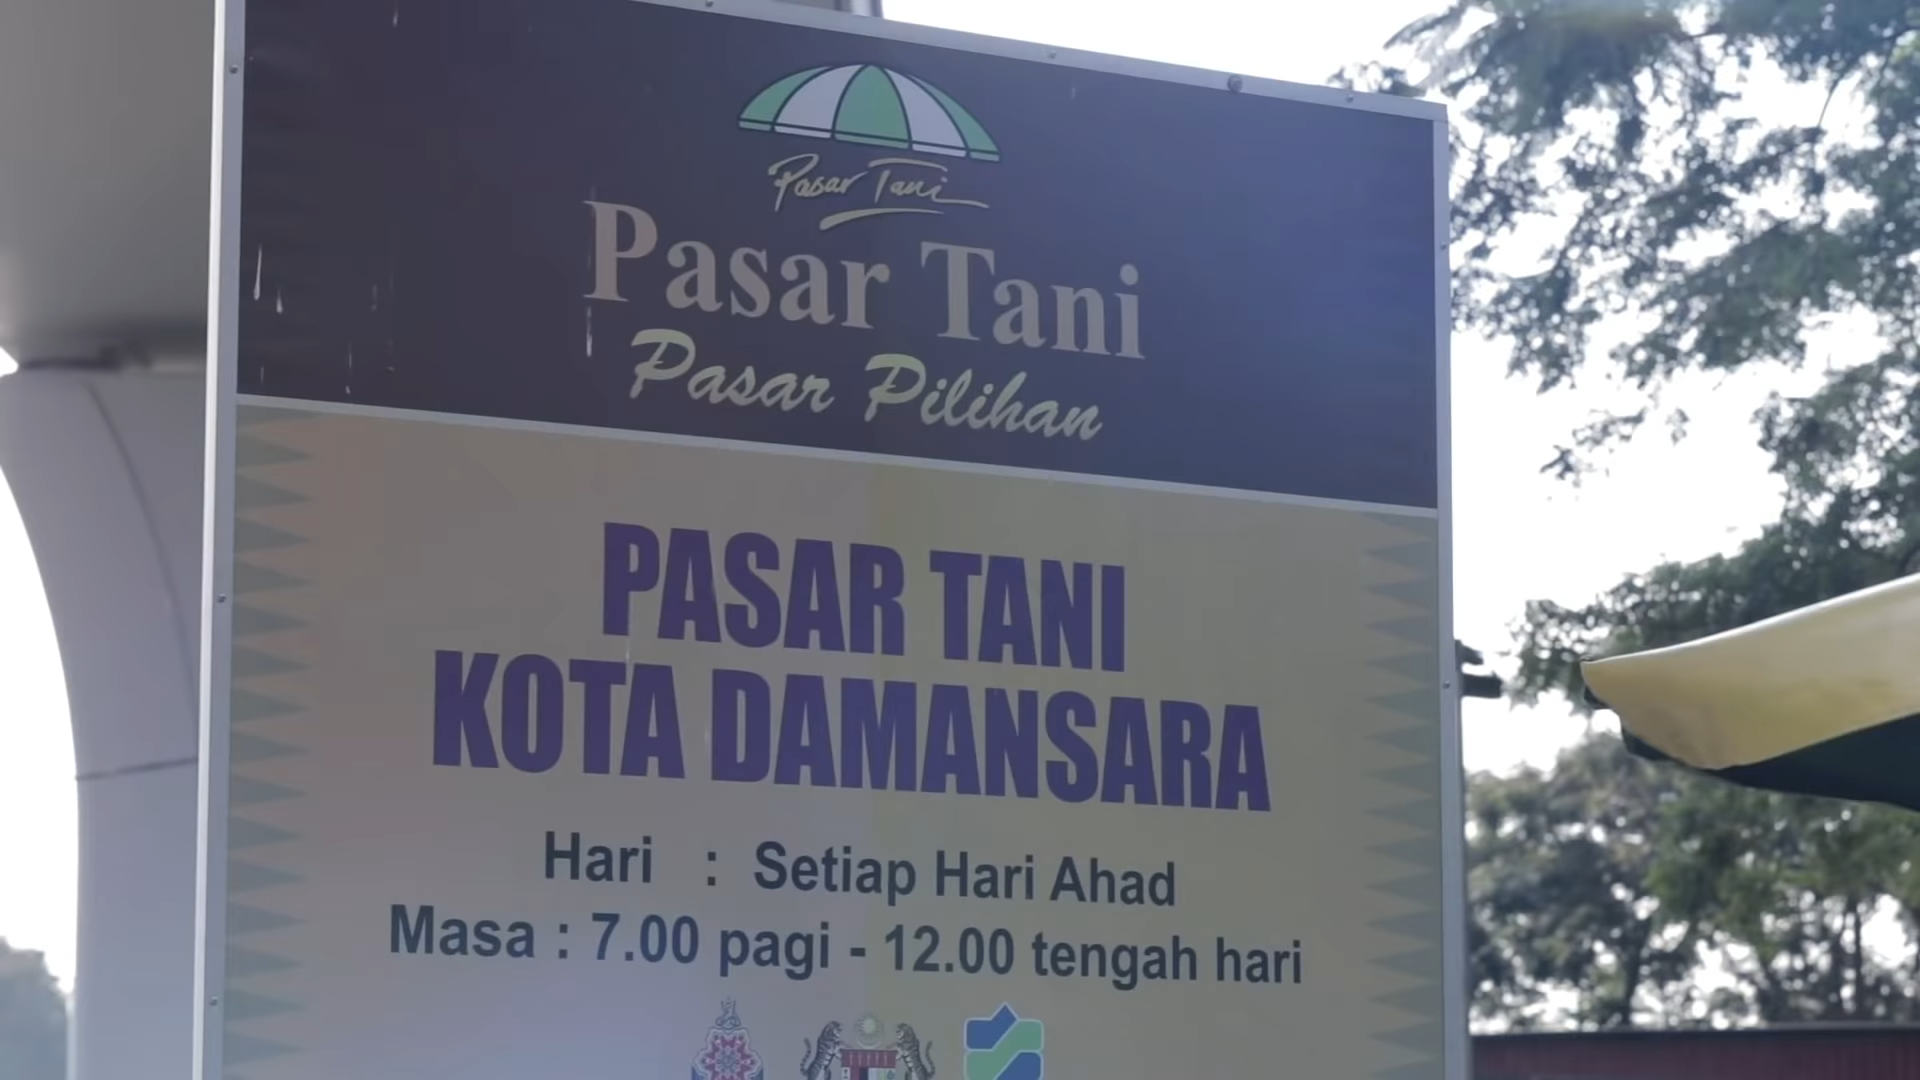 Pasar Tani
Pasar Tani
Pasar Pilihan
PASAR TANI
KOTA DAMANSARA
Hari : Setiap Hari Ahad
Masa : 7.00 pagi - 12.00 tengah hari